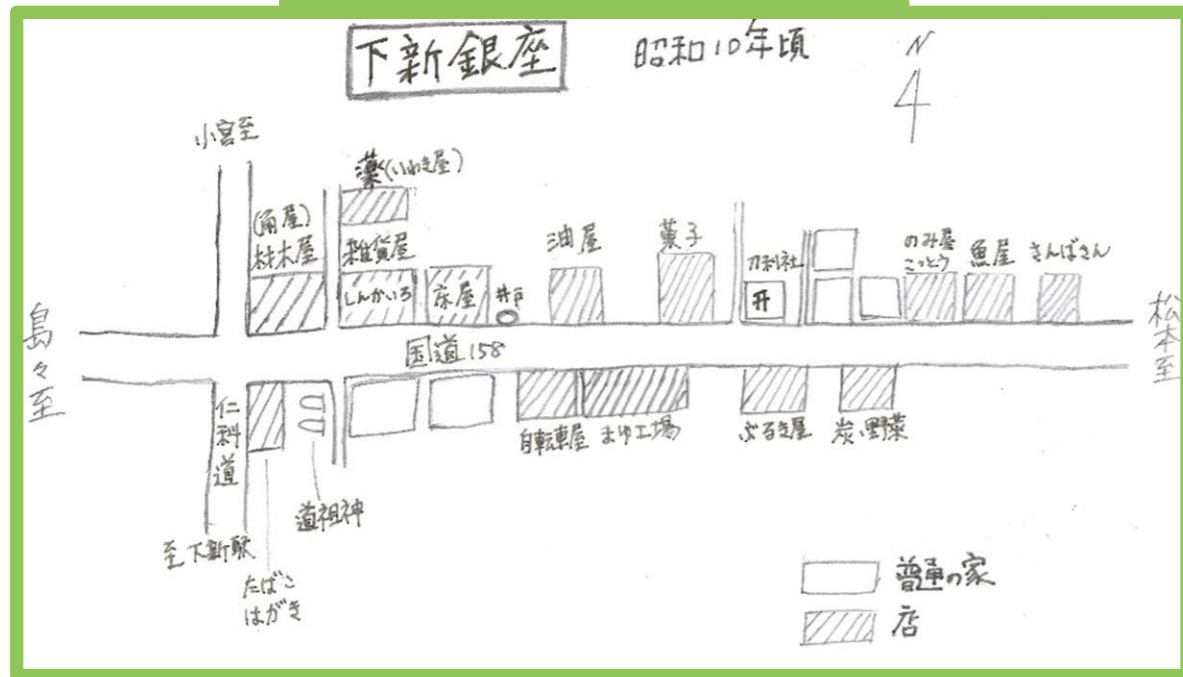 下新銀座
昭和10年頃
N
小宮至
薬(いわき屋)
(角屋)
材木屋
雑貨屋
しんかいろ
床屋
井戸
油屋
菓子
刀利社
のみ屋
こっとう
魚屋
さんばさん
島々至
国道158
松本至
仁科道
自転車屋
まゆ工場
ぶるき屋
炭い野菜
道祖神
至下新駅
たばこ
はがき
普通の家
店